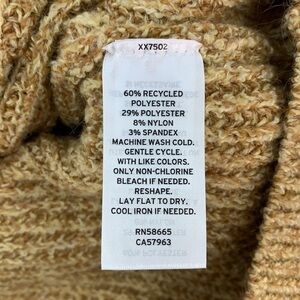 XX7502
60% RECYCLED
POLYESTER
29% POLYESTER
8% NYLON
3% SPANDEX
MACHINE WASH COLD.
GENTLE CYCLE.
WITH LIKE COLORS.
ONLY NON-CHLORINE
BLEACH IF NEEDED.
RESHAPE.
LAY FLAT TO DRY.
COOL IRON IF NEEDED.
RN58665
CA57963